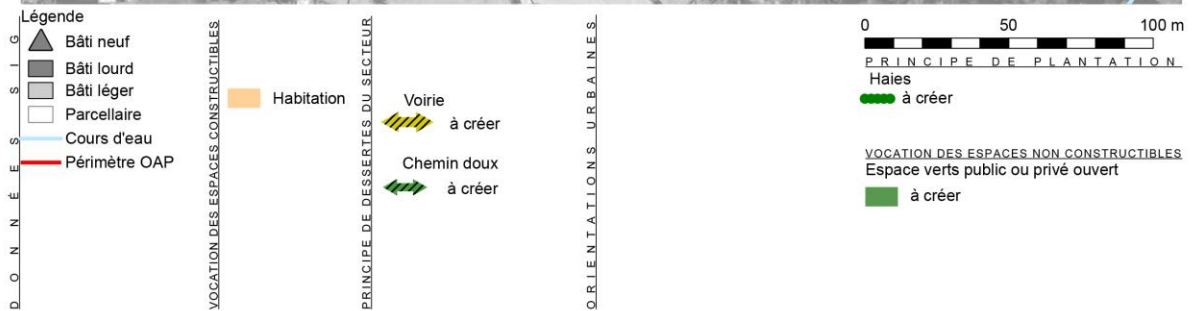 Légende
DONNÉES SIG
Bâti neuf
Bâti lourd
Bâti léger
Parcellaire
Cours d'eau
Périmètre OAP
VOCATION DES ESPACES CONSTRUCTIBLES
Habitation
PRINCIPE DE DESSERTES DU SECTEUR
Voirie
à créer
Chemin doux
à créer
ORIENTATIONS URBAINES
0 50 100 m
PRINCIPE DE PLANTATION
Haies
à créer
VOCATION DES ESPACES NON CONSTRUCTIBLES
Espace verts public ou privé ouvert
à créer